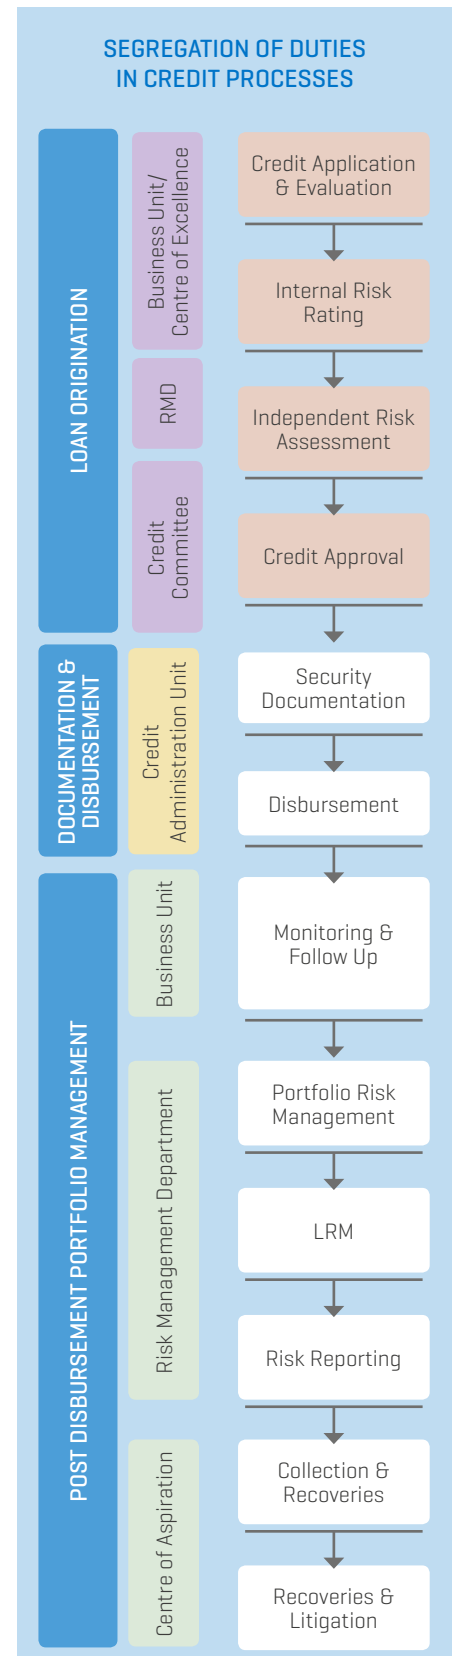 SEGREGATION OF DUTIES
IN CREDIT PROCESSES
LOAN ORIGINATION
Business Unit/
Centre of Excellence
Credit Application
& Evaluation
Internal Risk
Rating
RMD
Independent Risk
Assessment
Credit
Committee
Credit Approval
DOCUMENTATION &
DISBURSEMENT
Credit
Administration Unit
Security
Documentation
Disbursement
POST DISBURSEMENT PORTFOLIO MANAGEMENT
Business Unit
Monitoring &
Follow Up
Risk Management Department
Portfolio Risk
Management
LRM
Risk Reporting
Centre of Aspiration
Collection &
Recoveries
Recoveries &
Litigation